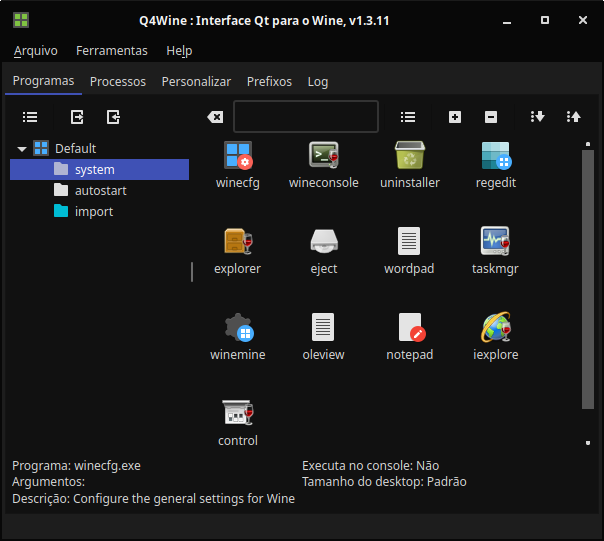 Q4Wine : Interface Qt para o Wine, v1.3.11
Arquivo Ferramentas Help
Programas Processos Personalizar Prefixos Log
Default
system
autostart
import
winecfg wineconsole uninstaller regedit
explorer eject wordpad taskmgr
winemine oleview notepad iexplore
control
Programa: winecfg.exe Executa no console: Não
Argumentos: Tamanho do desktop: Padrão
Descrição: Configure the general settings for Wine